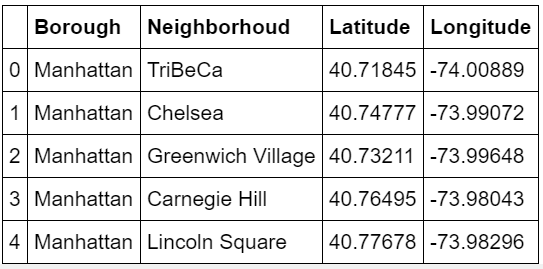 Borough Neighborhoud Latitude Longitude
0 Manhattan TriBeCa 40.71845 -74.00889
1 Manhattan Chelsea 40.74777 -73.99072
2 Manhattan Greenwich Village 40.73211 -73.99648
3 Manhattan Carnegie Hill 40.76495 -73.98043
4 Manhattan Lincoln Square 40.77678 -73.98296